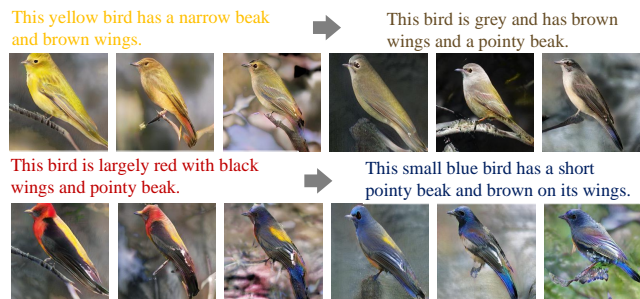 This yellow bird has a narrow beak
and brown wings.
This bird is grey and has brown
wings and a pointy beak.
This bird is largely red with black
wings and pointy beak.
This small blue bird has a short
pointy beak and brown on its wings.